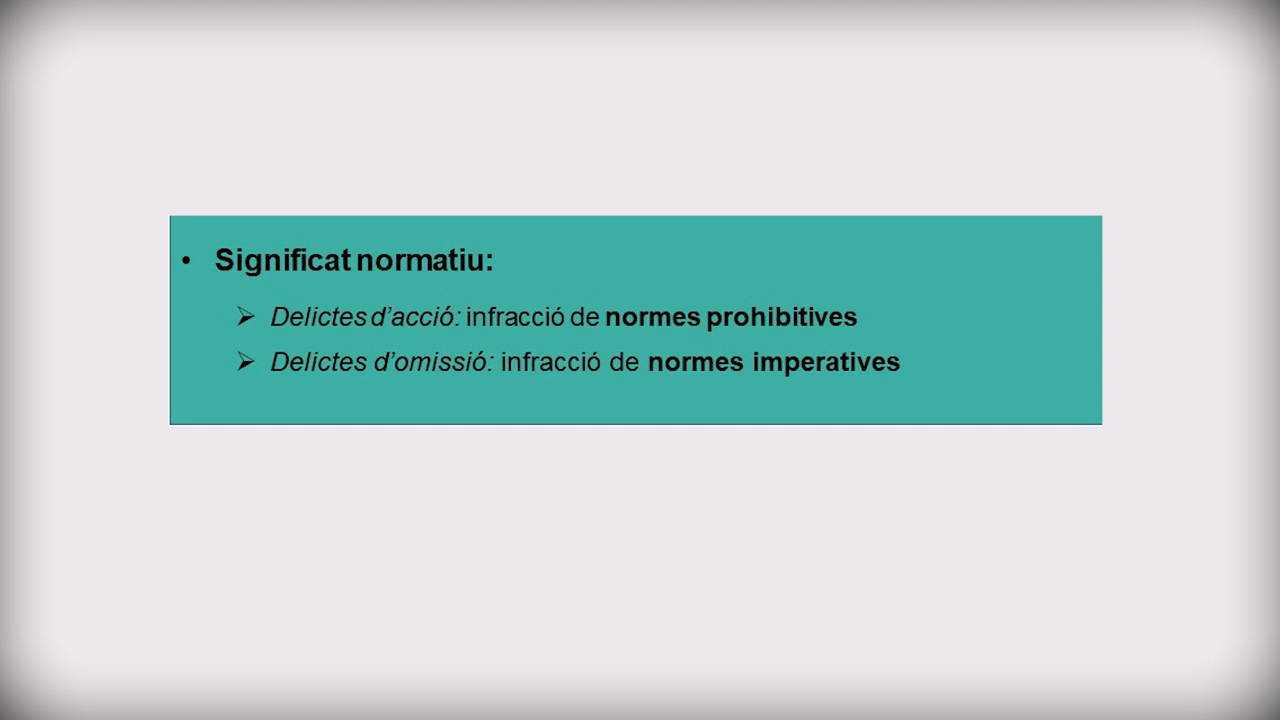 • Significat normatiu:
➢ Delictes d’acció: infracció de normes prohibitives
➢ Delictes d’omissió: infracció de normes imperatives